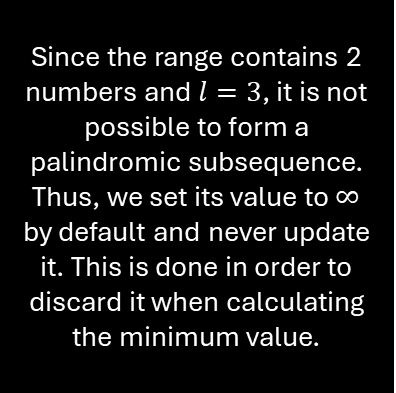 Since the range contains 2
numbers and l = 3, it is not
possible to form a
palindromic subsequence.
Thus, we set its value to ∞
by default and never update
it. This is done in order to
discard it when calculating
the minimum value.